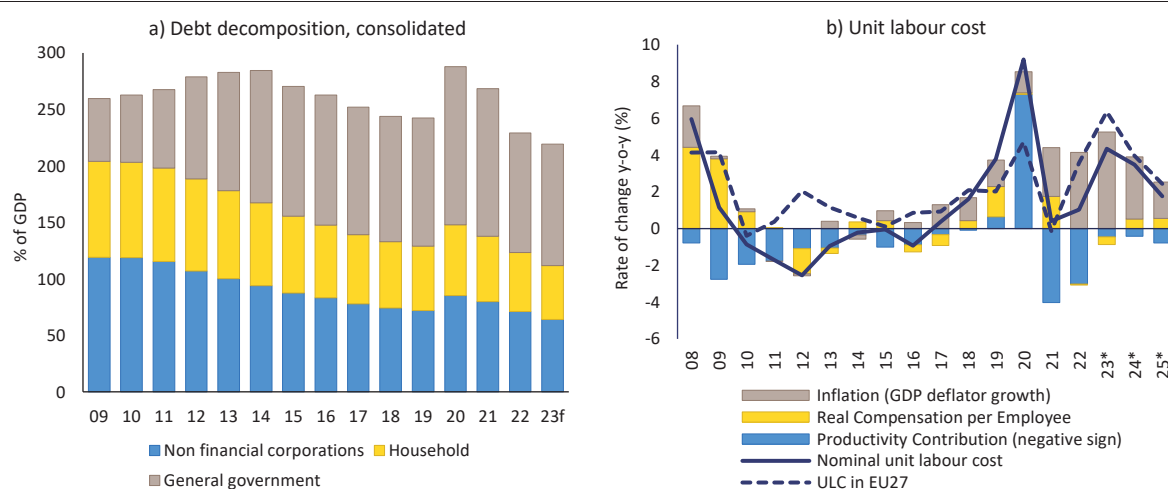 a) Debt decomposition, consolidated
% of GDP
300
250
200
150
100
50
0
09 10 11 12 13 14 15 16 17 18 19 20 21 22 23f
Non financial corporations Household
General government
b) Unit labour cost
Rate of change y-o-y (%)
10
8
6
4
2
0
-2
-4
-6
08 09 10 11 12 13 14 15 16 17 18 19 20 21 22 23* 24* 25*
Inflation (GDP deflator growth)
Real Compensation per Employee
Productivity Contribution (negative sign)
Nominal unit labour cost
ULC in EU27